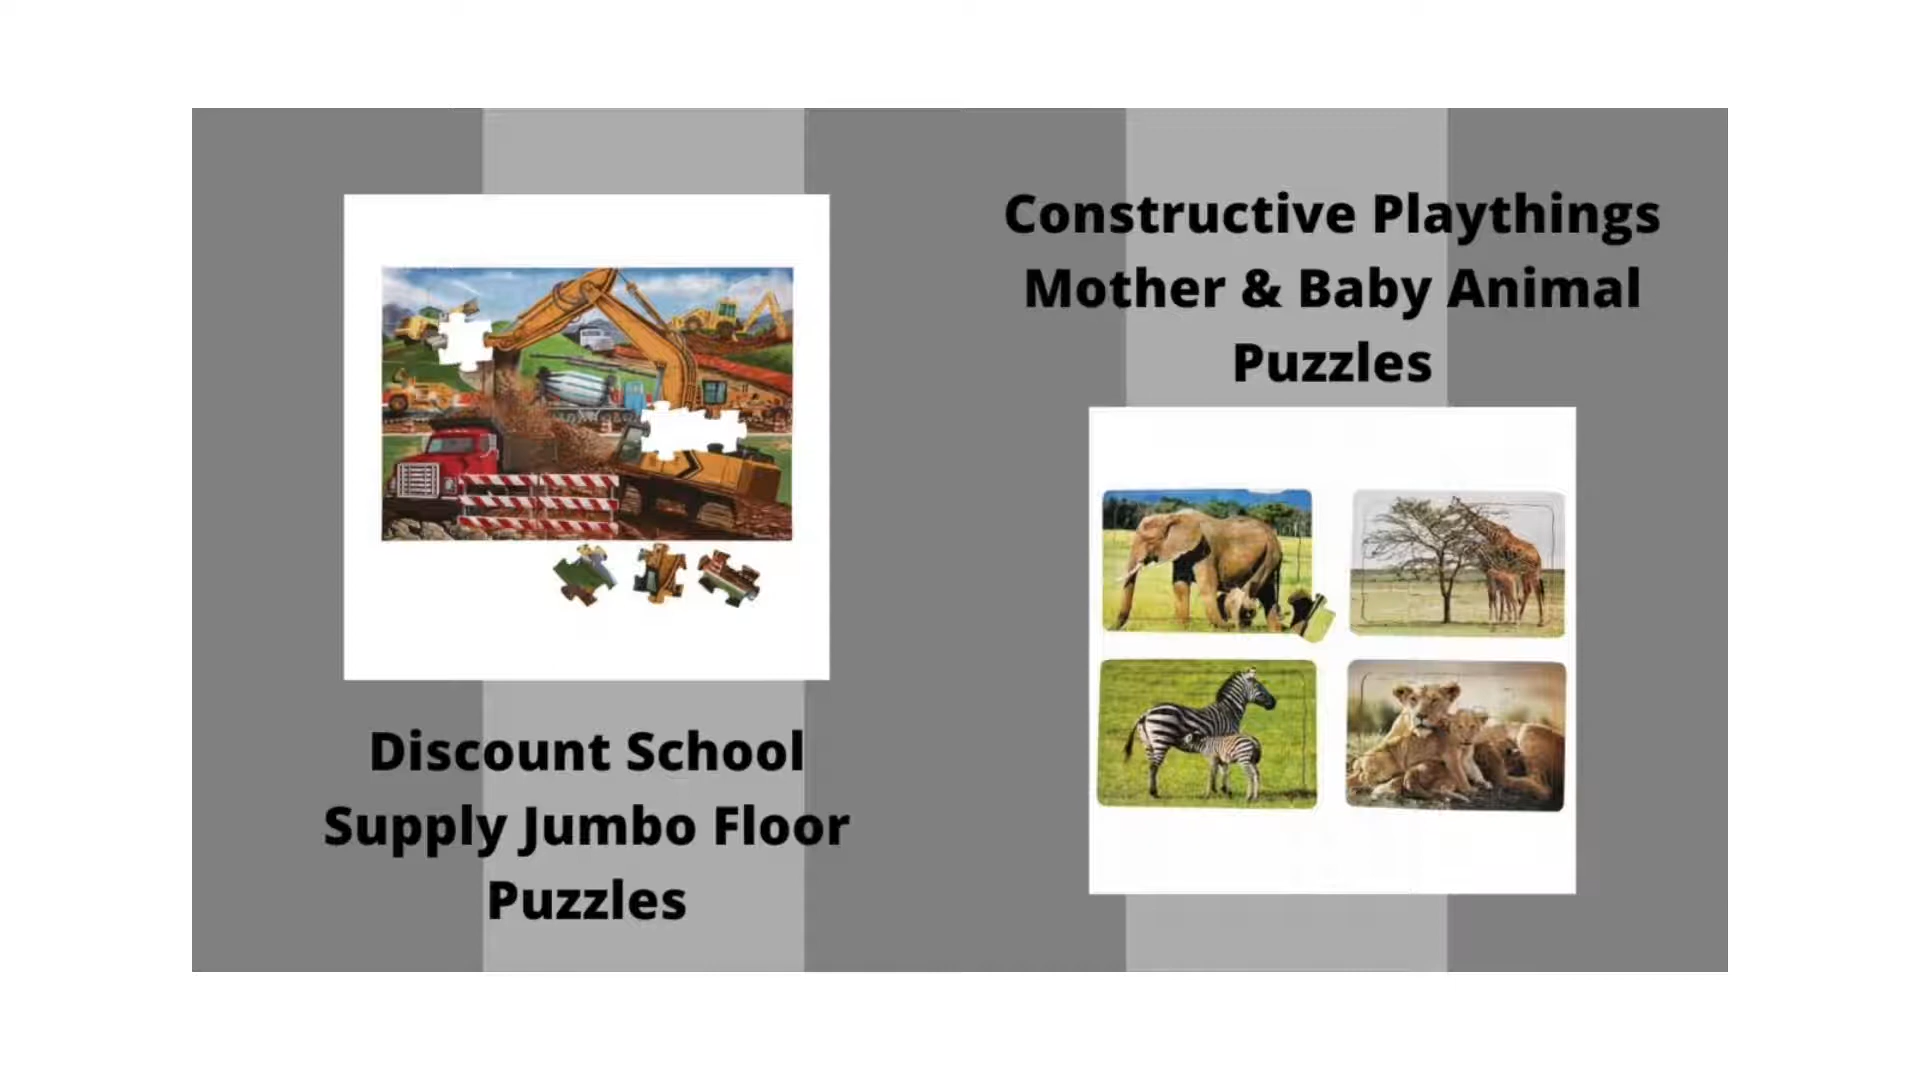 Discount School
Supply Jumbo Floor
Puzzles
Constructive Playthings
Mother & Baby Animal
Puzzles